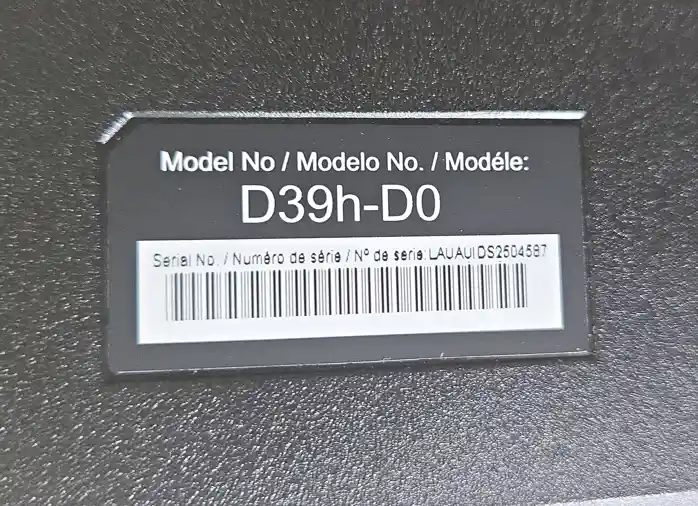 Model No / Modelo No. / Modéle:
D39h-D0
Serial No. / Numéro de série / Nº de serie: LAUAUIDS2504587